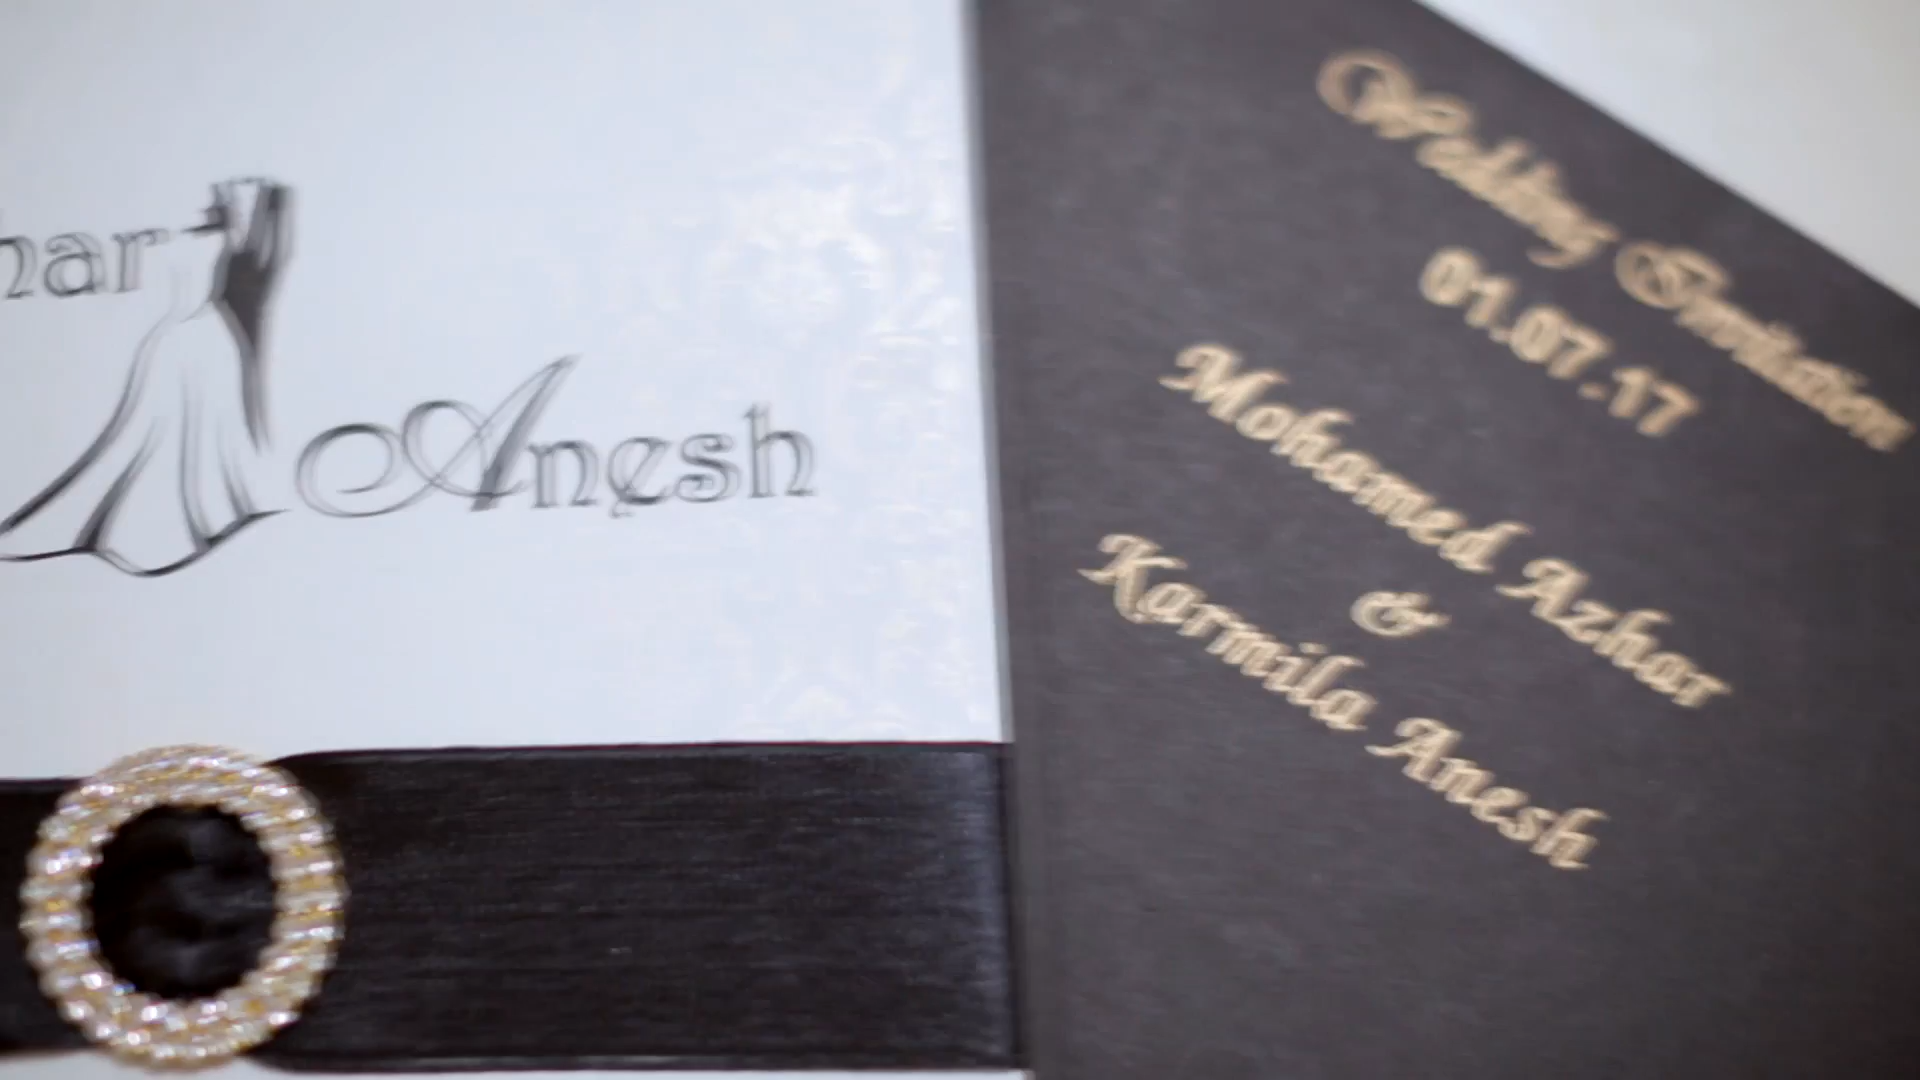 har
Anesh
Wedding Invitation
01.07.17
Mohamed Azhar
&
Karmila Anesh